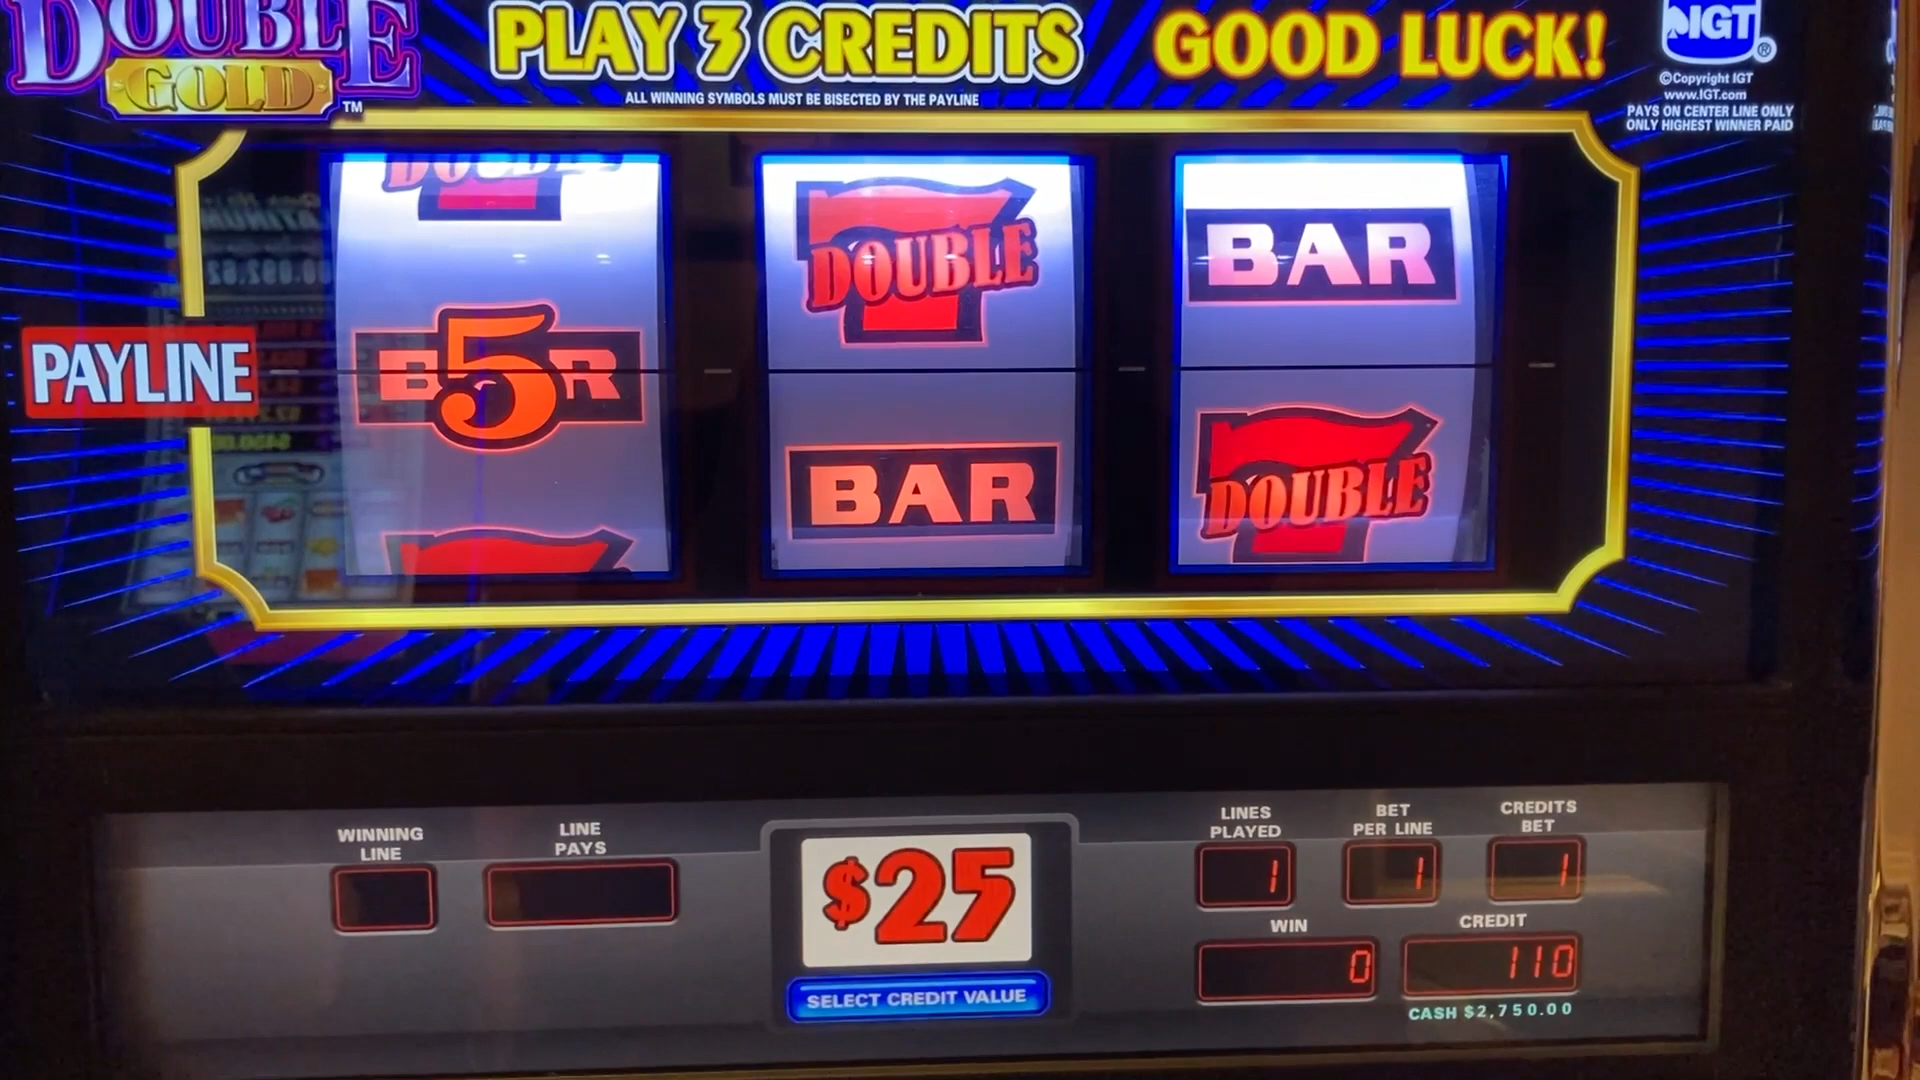 DOUBLE
GOLD
TM
PLAY 3 CREDITS
GOOD LUCK!
ALL WINNING SYMBOLS MUST BE BISECTED BY THE PAYLINE
IGT
®
©Copyright IGT
www.IGT.com
PAYS ON CENTER LINE ONLY
ONLY HIGHEST WINNER PAID
DOUBLE
DOUBLE
BAR
PAYLINE
5
BAR
BAR
DOUBLE
WINNING
LINE
LINE
PAYS
$25
SELECT CREDIT VALUE
LINES
PLAYED
1
BET
PER LINE
1
CREDITS
BET
1
WIN
0
CREDIT
110
CASH $2,750.00